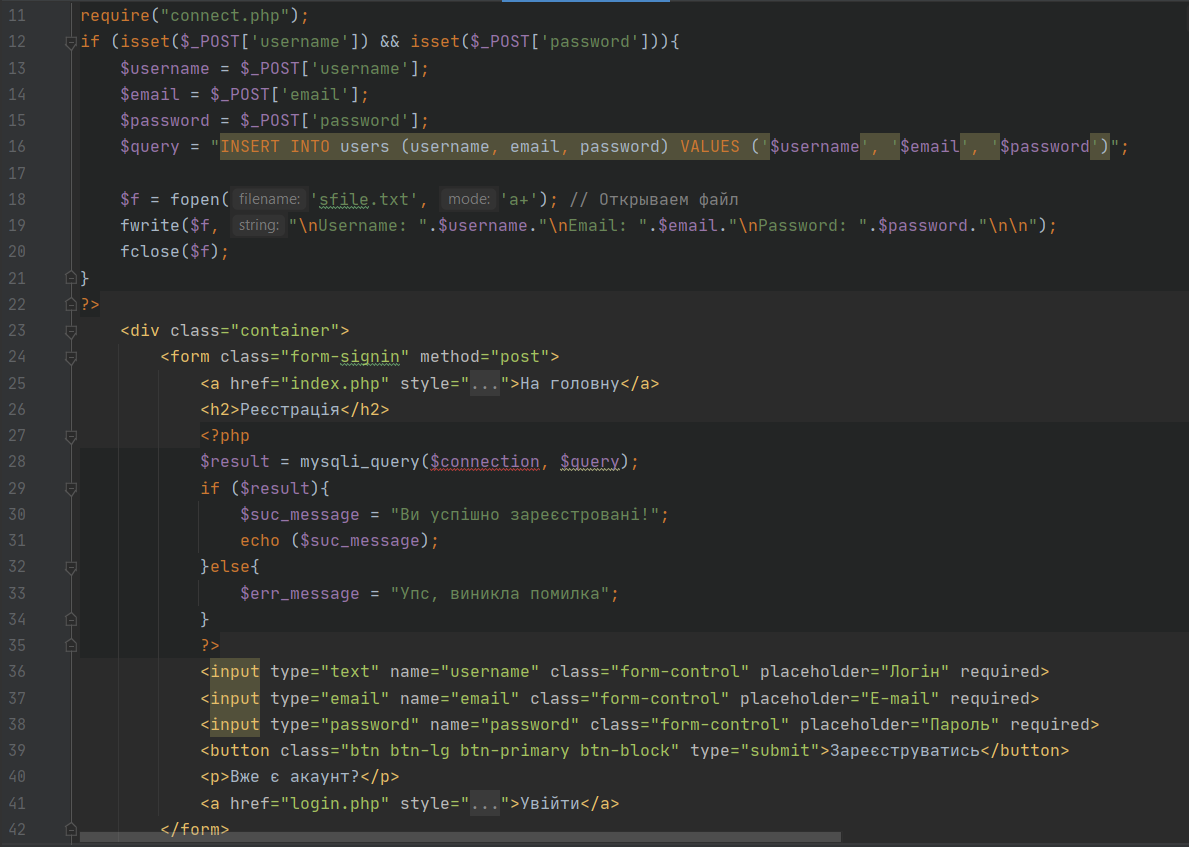 11 require("connect.php");
12 if (isset($_POST['username']) && isset($_POST['password'])){
13 $username = $_POST['username'];
14 $email = $_POST['email'];
15 $password = $_POST['password'];
16 $query = "INSERT INTO users (username, email, password) VALUES ('$username', '$email', '$password')";
17
18 $f = fopen( filename: 'sfile.txt', mode: 'a+'); // Открываем файл
19 fwrite($f, string: "\nUsername: ".$username."\nEmail: ".$email."\nPassword: ".$password."\n\n");
20 fclose($f);
21 }
22 ?>
23 <div class="container">
24 <form class="form-signin" method="post">
25 <a href="index.php" style="...">На головну</a>
26 <h2>Реєстрація</h2>
27 <?php
28 $result = mysqli_query($connection, $query);
29 if ($result){
30 $suc_message = "Ви успішно зареєстровані!";
31 echo ($suc_message);
32 }else{
33 $err_message = "Упс, виникла помилка";
34 }
35 ?>
36 <input type="text" name="username" class="form-control" placeholder="Логін" required>
37 <input type="email" name="email" class="form-control" placeholder="E-mail" required>
38 <input type="password" name="password" class="form-control" placeholder="Пароль" required>
39 <button class="btn btn-lg btn-primary btn-block" type="submit">Зареєструватись</button>
40 <p>Вже є акаунт?</p>
41 <a href="login.php" style="...">Увійти</a>
42 </form>